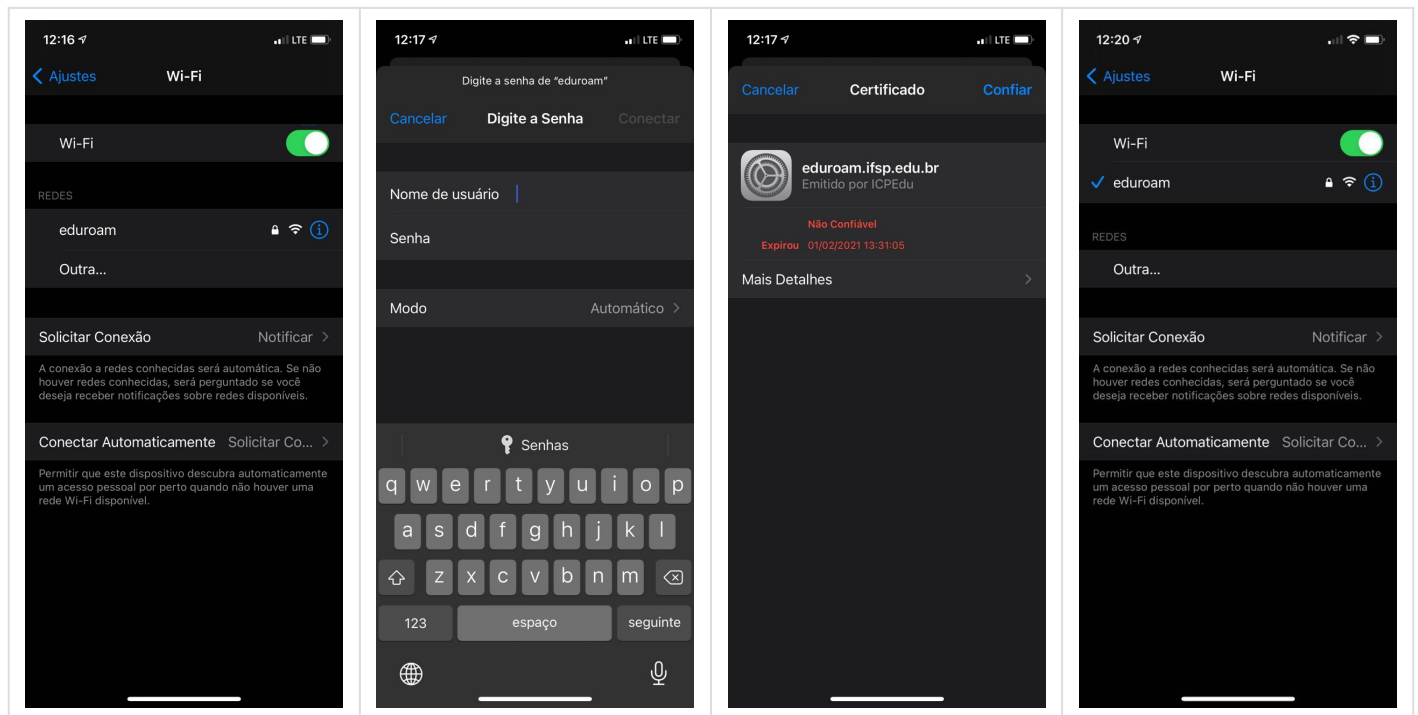 12:16
LTE
Ajustes
Wi-Fi
Wi-Fi
REDES
eduroam
Outra...
Solicitar Conexão
Notificar
A conexão a redes conhecidas será automática. Se não
houver redes conhecidas, será perguntado se você
deseja receber notificações sobre redes disponíveis.
Conectar Automaticamente
Solicitar Co...
Permitir que este dispositivo descubra automaticamente
um acesso pessoal por perto quando não houver uma
rede Wi-Fi disponível.
12:17
LTE
Digite a senha de "eduroam"
Cancelar
Digite a Senha
Conectar
Nome de usuário
Senha
Modo
Automático
Senhas
q w e r t y u i o p
a s d f g h j k l
z x c v b n m
123
espaço
seguinte
12:17
LTE
Cancelar
Certificado
Confiar
eduroam.ifsp.edu.br
Emitido por ICPEdu
Não Confiável
Expirou 01/02/2021 13:31:05
Mais Detalhes
12:20
Ajustes
Wi-Fi
Wi-Fi
eduroam
REDES
Outra...
Solicitar Conexão
Notificar
A conexão a redes conhecidas será automática. Se não
houver redes conhecidas, será perguntado se você
deseja receber notificações sobre redes disponíveis.
Conectar Automaticamente
Solicitar Co...
Permitir que este dispositivo descubra automaticamente
um acesso pessoal por perto quando não houver uma
rede Wi-Fi disponível.